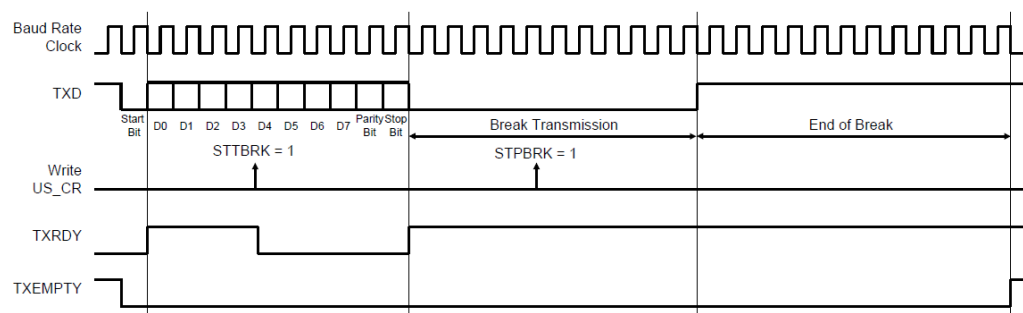 Baud Rate
Clock
TXD
Start
Bit
D0
D1
D2
D3
D4
D5
D6
D7
Parity
Bit
Stop
Bit
Break Transmission
End of Break
STTBRK = 1
STPBRK = 1
Write
US_CR
TXRDY
TXEMPTY